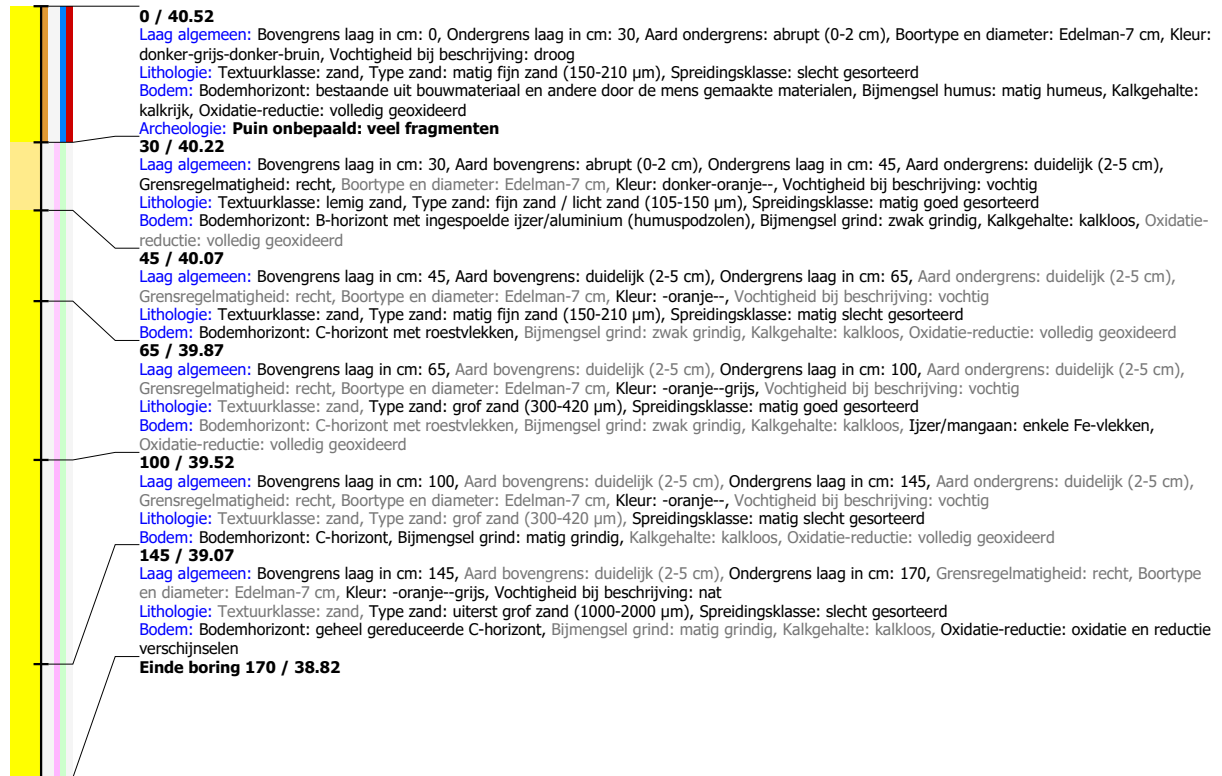 0 / 40.52
Laag algemeen: Bovengrens laag in cm: 0, Ondergrens laag in cm: 30, Aard ondergrens: abrupt (0-2 cm), Boortype en diameter: Edelman-7 cm, Kleur:
donker-grijs-donker-bruin, Vochtigheid bij beschrijving: droog
Lithologie: Textuurklasse: zand, Type zand: matig fijn zand (150-210 µm), Spreidingsklasse: slecht gesorteerd
Bodem: Bodemhorizont: bestaande uit bouwmateriaal en andere door de mens gemaakte materialen, Bijmengsel humus: matig humeus, Kalkgehalte:
kalkrijk, Oxidatie-reductie: volledig geoxideerd
Archeologie: Puin onbepaald: veel fragmenten
30 / 40.22
Laag algemeen: Bovengrens laag in cm: 30, Aard bovengrens: abrupt (0-2 cm), Ondergrens laag in cm: 45, Aard ondergrens: duidelijk (2-5 cm),
Grensregelmatigheid: recht, Boortype en diameter: Edelman-7 cm, Kleur: donker-oranje--, Vochtigheid bij beschrijving: vochtig
Lithologie: Textuurklasse: lemig zand, Type zand: fijn zand / licht zand (105-150 µm), Spreidingsklasse: matig goed gesorteerd
Bodem: Bodemhorizont: B-horizont met ingespoelde ijzer/aluminium (humuspodzolen), Bijmengsel grind: zwak grindig, Kalkgehalte: kalkloos, Oxidatie-
reductie: volledig geoxideerd
45 / 40.07
Laag algemeen: Bovengrens laag in cm: 45, Aard bovengrens: duidelijk (2-5 cm), Ondergrens laag in cm: 65, Aard ondergrens: duidelijk (2-5 cm),
Grensregelmatigheid: recht, Boortype en diameter: Edelman-7 cm, Kleur: -oranje--, Vochtigheid bij beschrijving: vochtig
Lithologie: Textuurklasse: zand, Type zand: matig fijn zand (150-210 µm), Spreidingsklasse: matig slecht gesorteerd
Bodem: Bodemhorizont: C-horizont met roestvlekken, Bijmengsel grind: zwak grindig, Kalkgehalte: kalkloos, Oxidatie-reductie: volledig geoxideerd
65 / 39.87
Laag algemeen: Bovengrens laag in cm: 65, Aard bovengrens: duidelijk (2-5 cm), Ondergrens laag in cm: 100, Aard ondergrens: duidelijk (2-5 cm),
Grensregelmatigheid: recht, Boortype en diameter: Edelman-7 cm, Kleur: -oranje--grijs, Vochtigheid bij beschrijving: vochtig
Lithologie: Textuurklasse: zand, Type zand: grof zand (300-420 µm), Spreidingsklasse: matig goed gesorteerd
Bodem: Bodemhorizont: C-horizont met roestvlekken, Bijmengsel grind: zwak grindig, Kalkgehalte: kalkloos, Ijzer/mangaan: enkele Fe-vlekken,
Oxidatie-reductie: volledig geoxideerd
100 / 39.52
Laag algemeen: Bovengrens laag in cm: 100, Aard bovengrens: duidelijk (2-5 cm), Ondergrens laag in cm: 145, Aard ondergrens: duidelijk (2-5 cm),
Grensregelmatigheid: recht, Boortype en diameter: Edelman-7 cm, Kleur: -oranje--, Vochtigheid bij beschrijving: vochtig
Lithologie: Textuurklasse: zand, Type zand: grof zand (300-420 µm), Spreidingsklasse: matig slecht gesorteerd
Bodem: Bodemhorizont: C-horizont, Bijmengsel grind: matig grindig, Kalkgehalte: kalkloos, Oxidatie-reductie: volledig geoxideerd
145 / 39.07
Laag algemeen: Bovengrens laag in cm: 145, Aard bovengrens: duidelijk (2-5 cm), Ondergrens laag in cm: 170, Grensregelmatigheid: recht, Boortype
en diameter: Edelman-7 cm, Kleur: -oranje--grijs, Vochtigheid bij beschrijving: nat
Lithologie: Textuurklasse: zand, Type zand: uiterst grof zand (1000-2000 µm), Spreidingsklasse: slecht gesorteerd
Bodem: Bodemhorizont: geheel gereduceerde C-horizont, Bijmengsel grind: matig grindig, Kalkgehalte: kalkloos, Oxidatie-reductie: oxidatie en reductie
verschijnselen
Einde boring 170 / 38.82